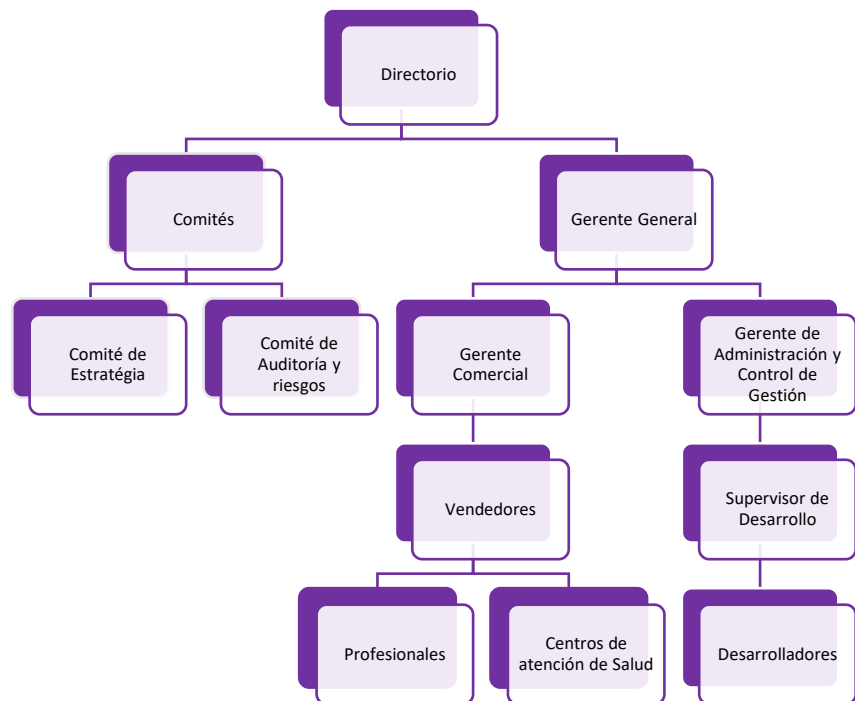 Directorio
Comités
Gerente General
Comité de
Estratégia
Comité de
Auditoría y
riesgos
Gerente
Comercial
Gerente de
Administración y
Control de
Gestión
Vendedores
Supervisor de
Desarrollo
Profesionales
Centros de
atención de Salud
Desarrolladores